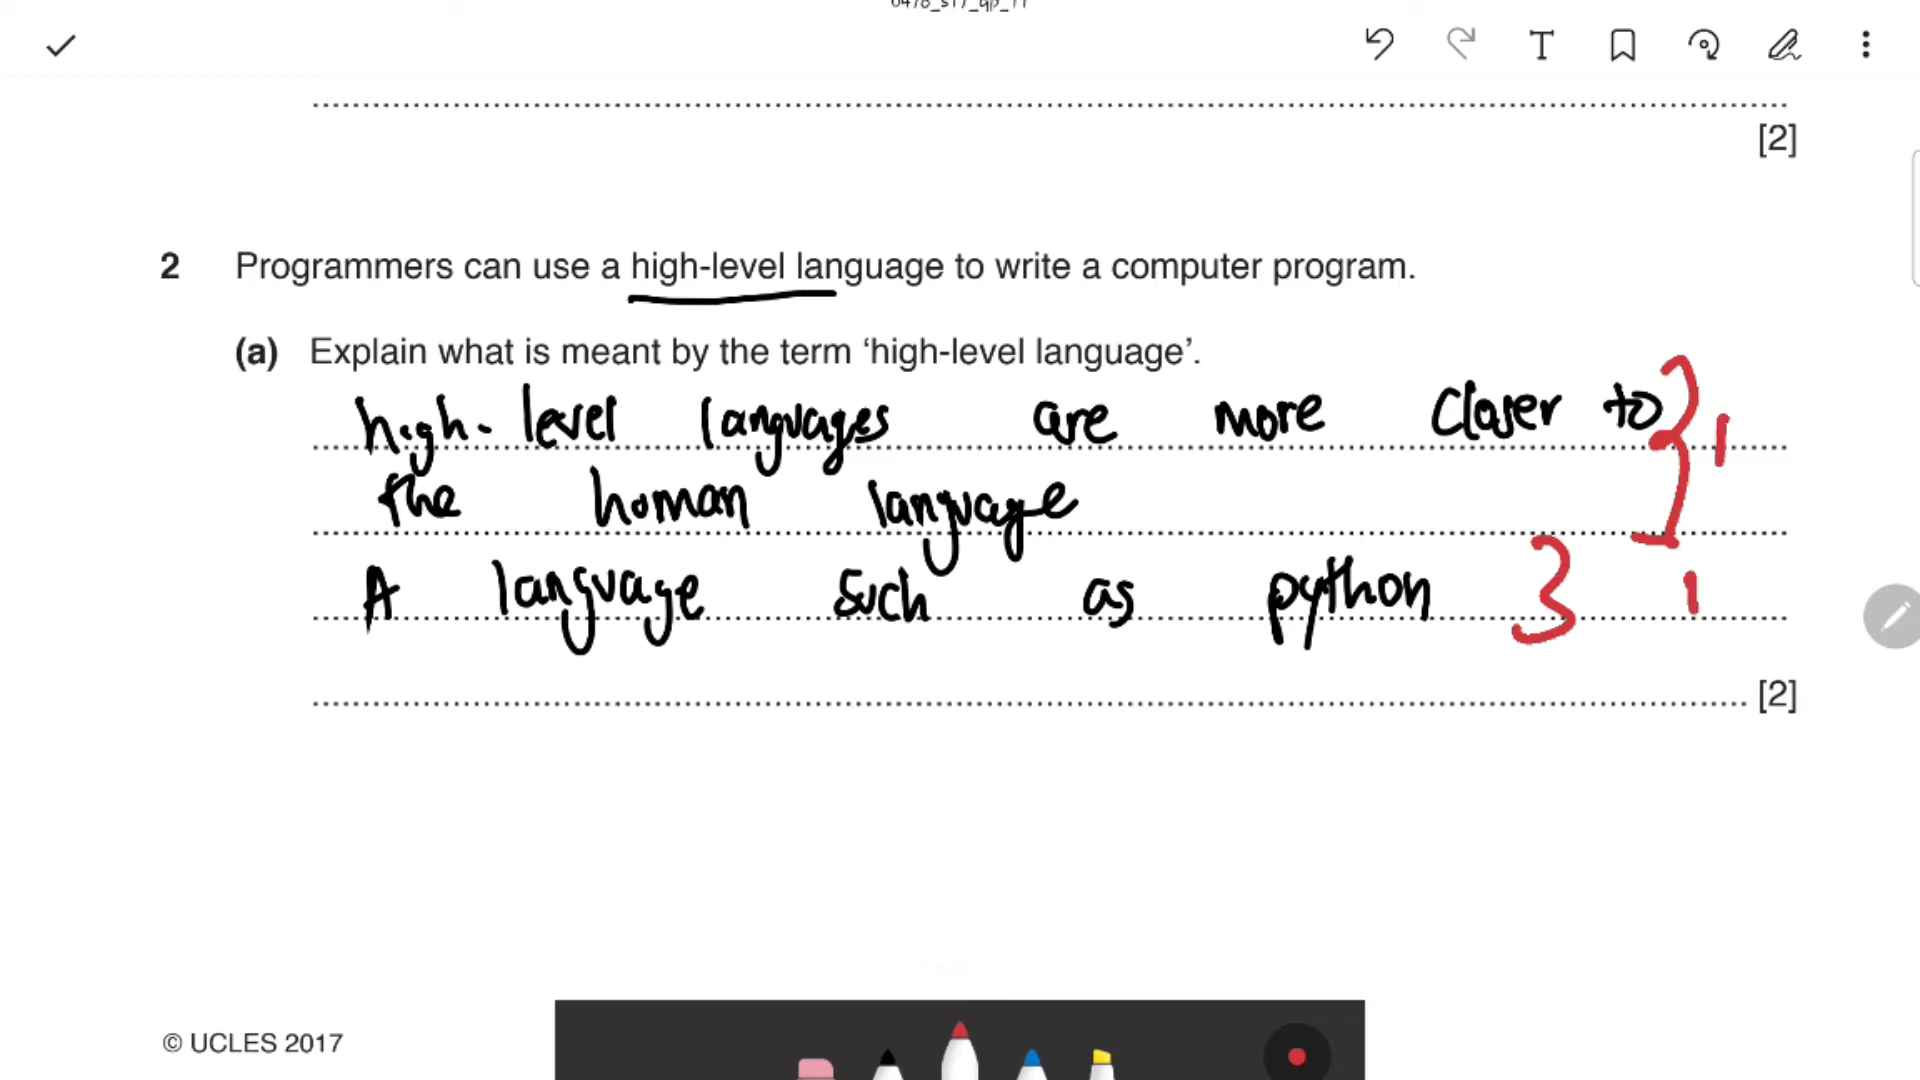 0478_s17_qp_11
T
[2]
2 Programmers can use a high-level language to write a computer program.
(a) Explain what is meant by the term ‘high-level language’.
high-level languages are more closer to
1
the human language
A language such as python
1
[2]
© UCLES 2017